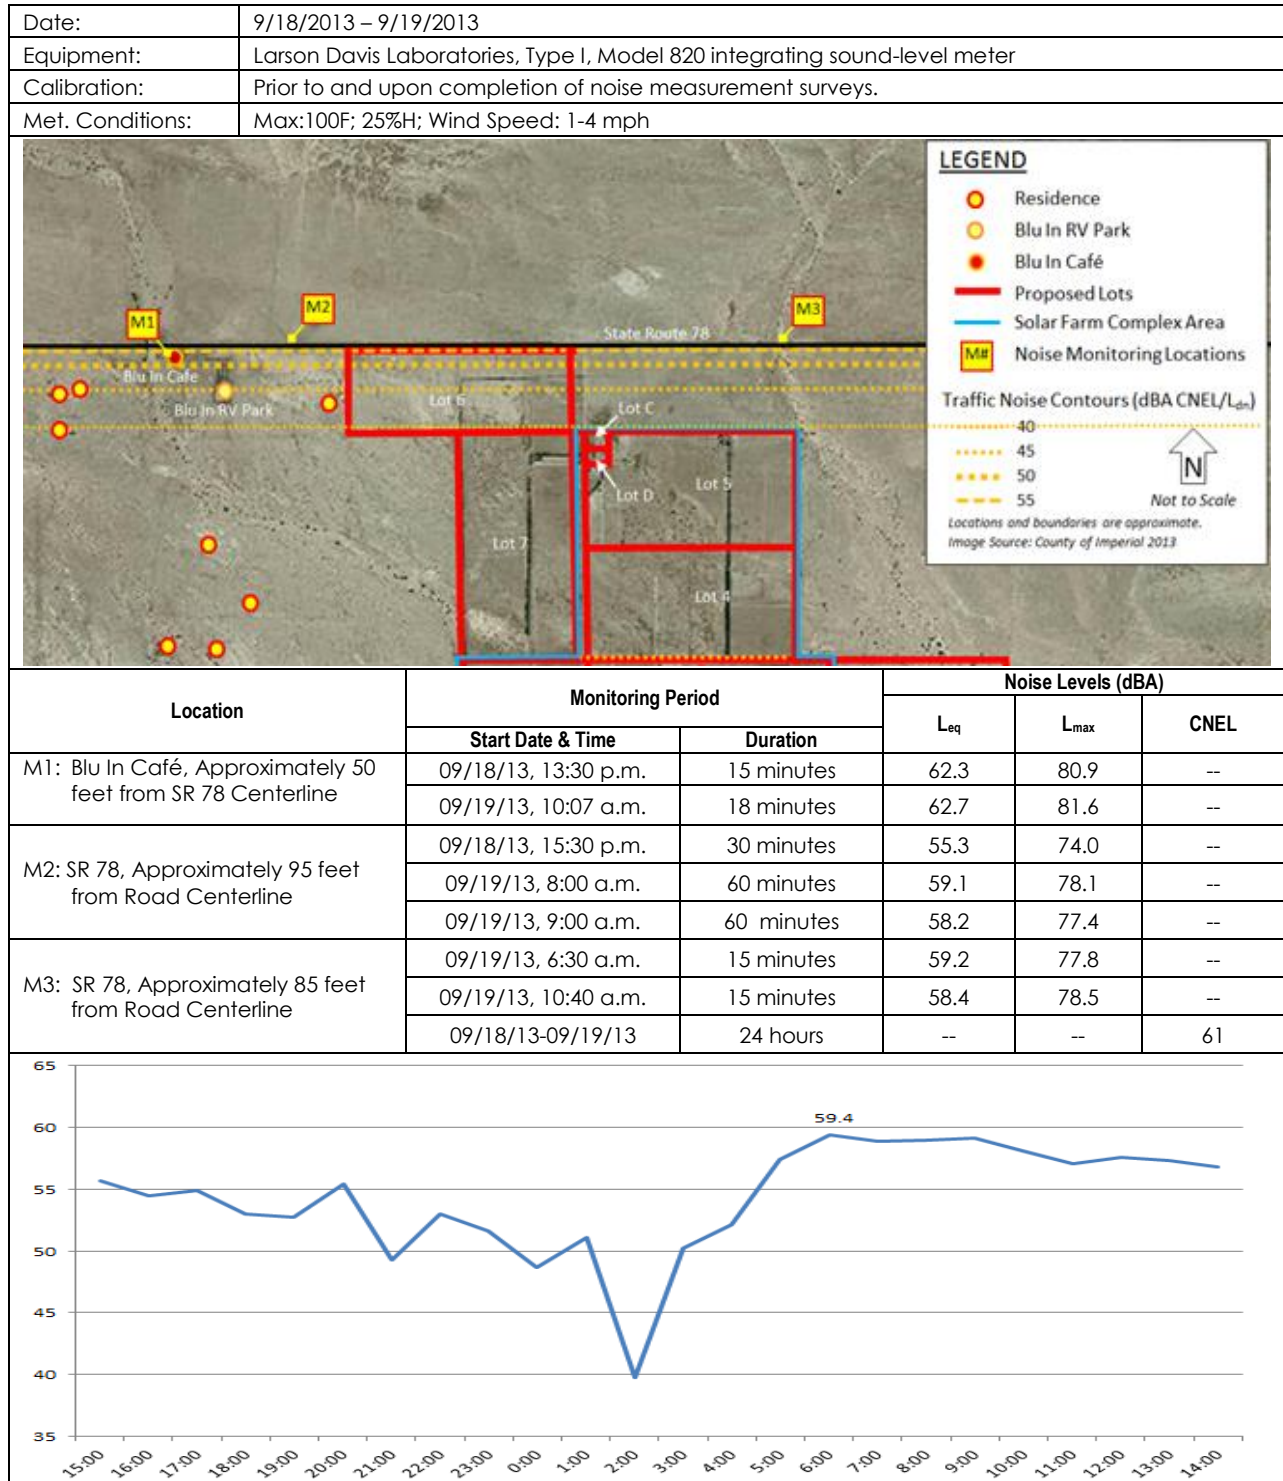 Date: 9/18/2013 – 9/19/2013
Equipment: Larson Davis Laboratories, Type I, Model 820 integrating sound-level meter
Calibration: Prior to and upon completion of noise measurement surveys.
Met. Conditions: Max:100F; 25%H; Wind Speed: 1-4 mph
LEGEND
Residence
Blu In RV Park
Blu In Café
Proposed Lots
Solar Farm Complex Area
M# Noise Monitoring Locations
Traffic Noise Contours (dBA CNEL/Ldn)
40
45
50
55
N
Not to Scale
Locations and boundaries are approximate.
Image Source: County of Imperial 2013
M1
M2
M3
State Route 78
Blu In Cafe
Blu In RV Park
Lot 6
Lot C
Lot D
Lot 5
Lot 7
Lot 4
Location Monitoring Period Noise Levels (dBA)
Start Date & Time Duration Leq Lmax CNEL
M1: Blu In Café, Approximately 50
feet from SR 78 Centerline
09/18/13, 13:30 p.m. 15 minutes 62.3 80.9 --
09/19/13, 10:07 a.m. 18 minutes 62.7 81.6 --
M2: SR 78, Approximately 95 feet
from Road Centerline
09/18/13, 15:30 p.m. 30 minutes 55.3 74.0 --
09/19/13, 8:00 a.m. 60 minutes 59.1 78.1 --
09/19/13, 9:00 a.m. 60 minutes 58.2 77.4 --
M3: SR 78, Approximately 85 feet
from Road Centerline
09/19/13, 6:30 a.m. 15 minutes 59.2 77.8 --
09/19/13, 10:40 a.m. 15 minutes 58.4 78.5 --
09/18/13-09/19/13 24 hours -- -- 61
65
60
55
50
45
40
35
59.4
15:00 16:00 17:00 18:00 19:00 20:00 21:00 22:00 23:00 0:00 1:00 2:00 3:00 4:00 5:00 6:00 7:00 8:00 9:00 10:00 11:00 12:00 13:00 14:00